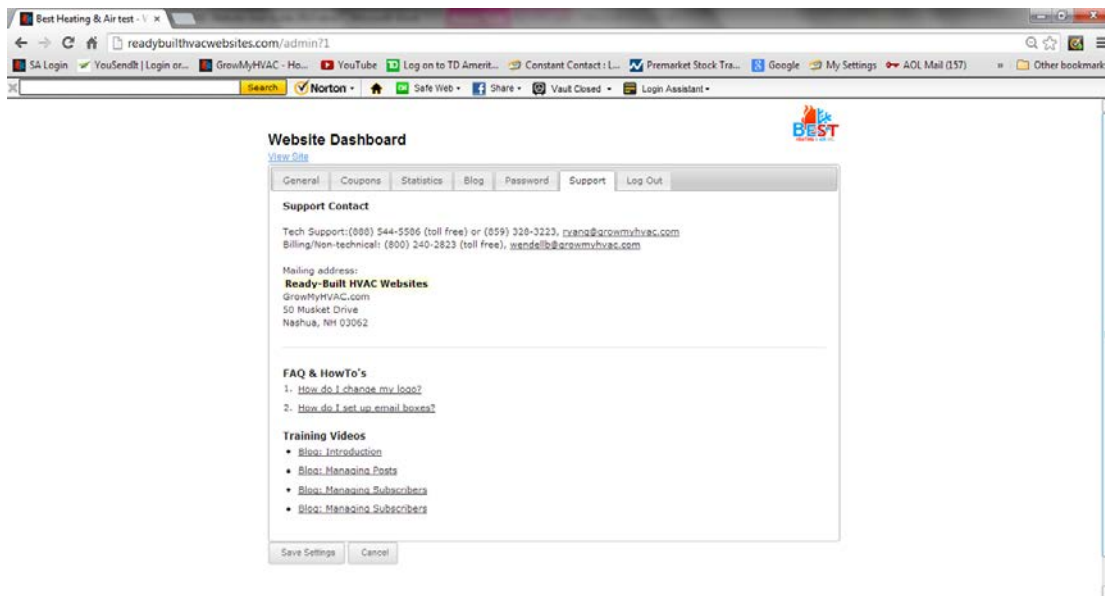 Best Heating & Air test - V
readybuilthvacwebsites.com/admin?1
SA Login YouSendIt | Login or... GrowMyHVAC - Ho... YouTube Log on to TD Amerit... Constant Contact : L... Premarket Stock Tra... Google My Settings AOL Mail (157) » Other bookmark
Search Norton Safe Web Share Vault Closed Login Assistant
BEST
Website Dashboard
View Site
General Coupons Statistics Blog Password Support Log Out
Support Contact
Tech Support:(888) 544-5586 (toll free) or (859) 328-3223, ryang@growmyhvac.com
Billing/Non-technical: (800) 240-2823 (toll free), wendellb@growmyhvac.com
Mailing address:
Ready-Built HVAC Websites
GrowMyHVAC.com
50 Musket Drive
Nashua, NH 03062
FAQ & HowTo's
1. How do I change my logo?
2. How do I set up email boxes?
Training Videos
• Blog: Introduction
• Blog: Managing Posts
• Blog: Managing Subscribers
• Blog: Managing Subscribers
Save Settings Cancel